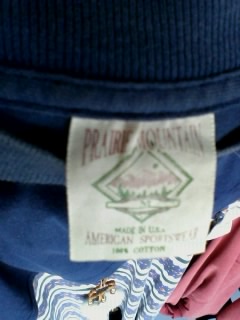 PRAIRIE MOUNTAIN
MADE IN U.S.A.
AMERICAN SPORTSWEAR
100% COTTON